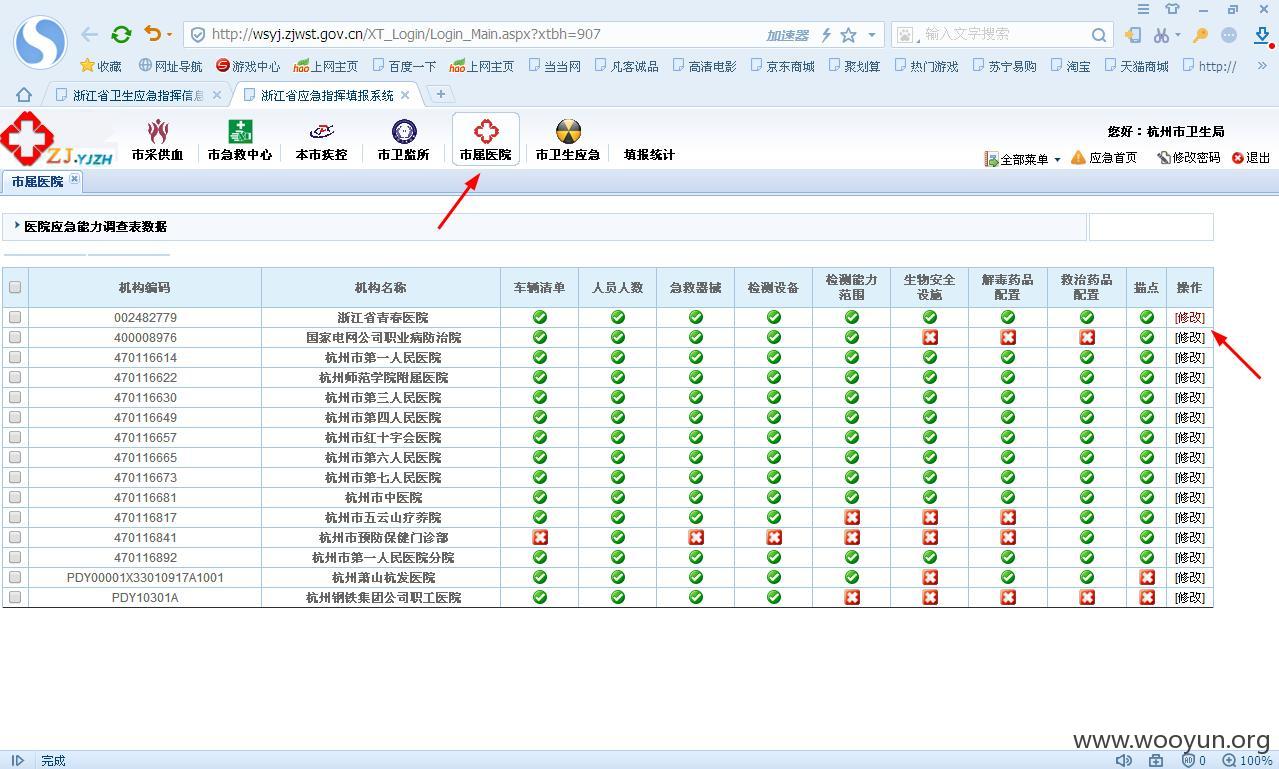 http://wsyj.zjwst.gov.cn/XT_Login/Login_Main.aspx?xtbh=907 加速器 输入文字搜索
收藏 网址导航 游戏中心 上网主页 百度一下 上网主页 当当网 凡客诚品 高清电影 京东商城 聚划算 热门游戏 苏宁易购 淘宝 天猫商城 http://
浙江省卫生应急指挥信息 浙江省应急指挥填报系统
ZJ.YJZH 市采供血 市急救中心 本市疾控 市卫监所 市属医院 市卫生应急 填报统计
您好：杭州市卫生局
全部菜单 应急首页 修改密码 退出
市属医院
医院应急能力调查表数据
机构编码 机构名称 车辆清单 人员人数 急救器械 检测设备 检测能力范围 生物安全设施 解毒药品配置 救治药品配置 描点 操作
002482779 浙江省青春医院 [修改]
400008976 国家电网公司职业病防治院 [修改]
470116614 杭州市第一人民医院 [修改]
470116622 杭州师范学院附属医院 [修改]
470116630 杭州市第三人民医院 [修改]
470116649 杭州市第四人民医院 [修改]
470116657 杭州市红十字会医院 [修改]
470116665 杭州市第六人民医院 [修改]
470116673 杭州市第七人民医院 [修改]
470116681 杭州市中医院 [修改]
470116817 杭州市五云山疗养院 [修改]
470116841 杭州市预防保健门诊部 [修改]
470116892 杭州市第一人民医院分院 [修改]
PDY00001X33010917A1001 杭州萧山杭发医院 [修改]
PDY10301A 杭州钢铁集团公司职工医院 [修改]
www.wooyun.org
完成 0 100%